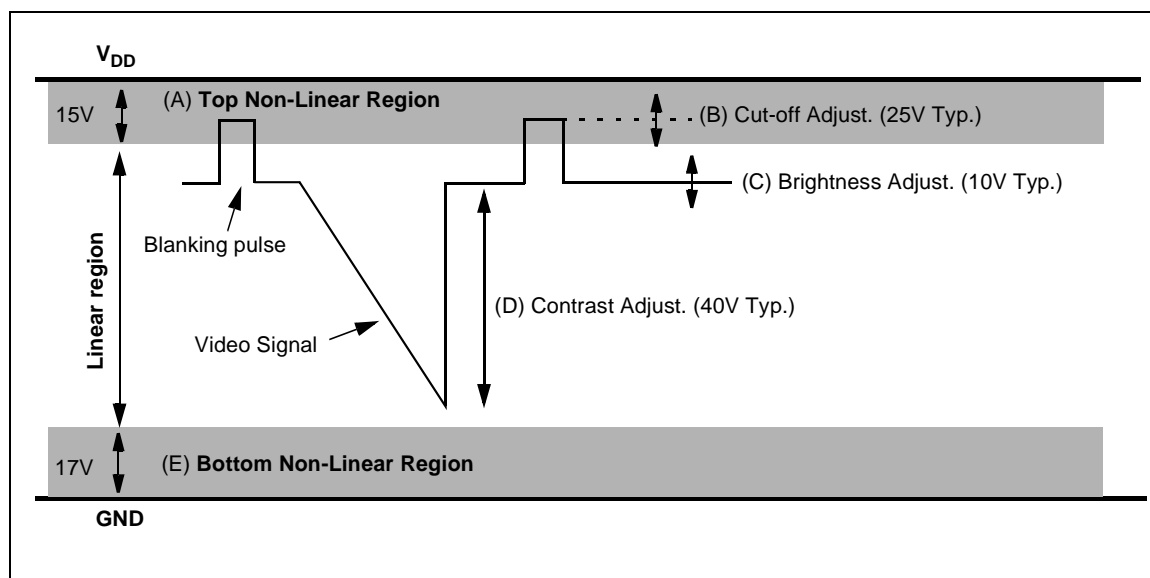 VDD
15V
(A) Top Non-Linear Region
(B) Cut-off Adjust. (25V Typ.)
(C) Brightness Adjust. (10V Typ.)
Blanking pulse
Linear region
(D) Contrast Adjust. (40V Typ.)
Video Signal
17V
(E) Bottom Non-Linear Region
GND